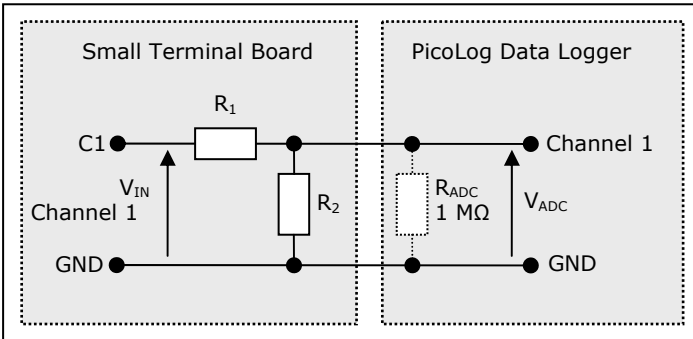 Small Terminal Board
PicoLog Data Logger
R1
C1
Channel 1
VIN
Channel 1
R2
RADC
1 MΩ
VADC
GND
GND